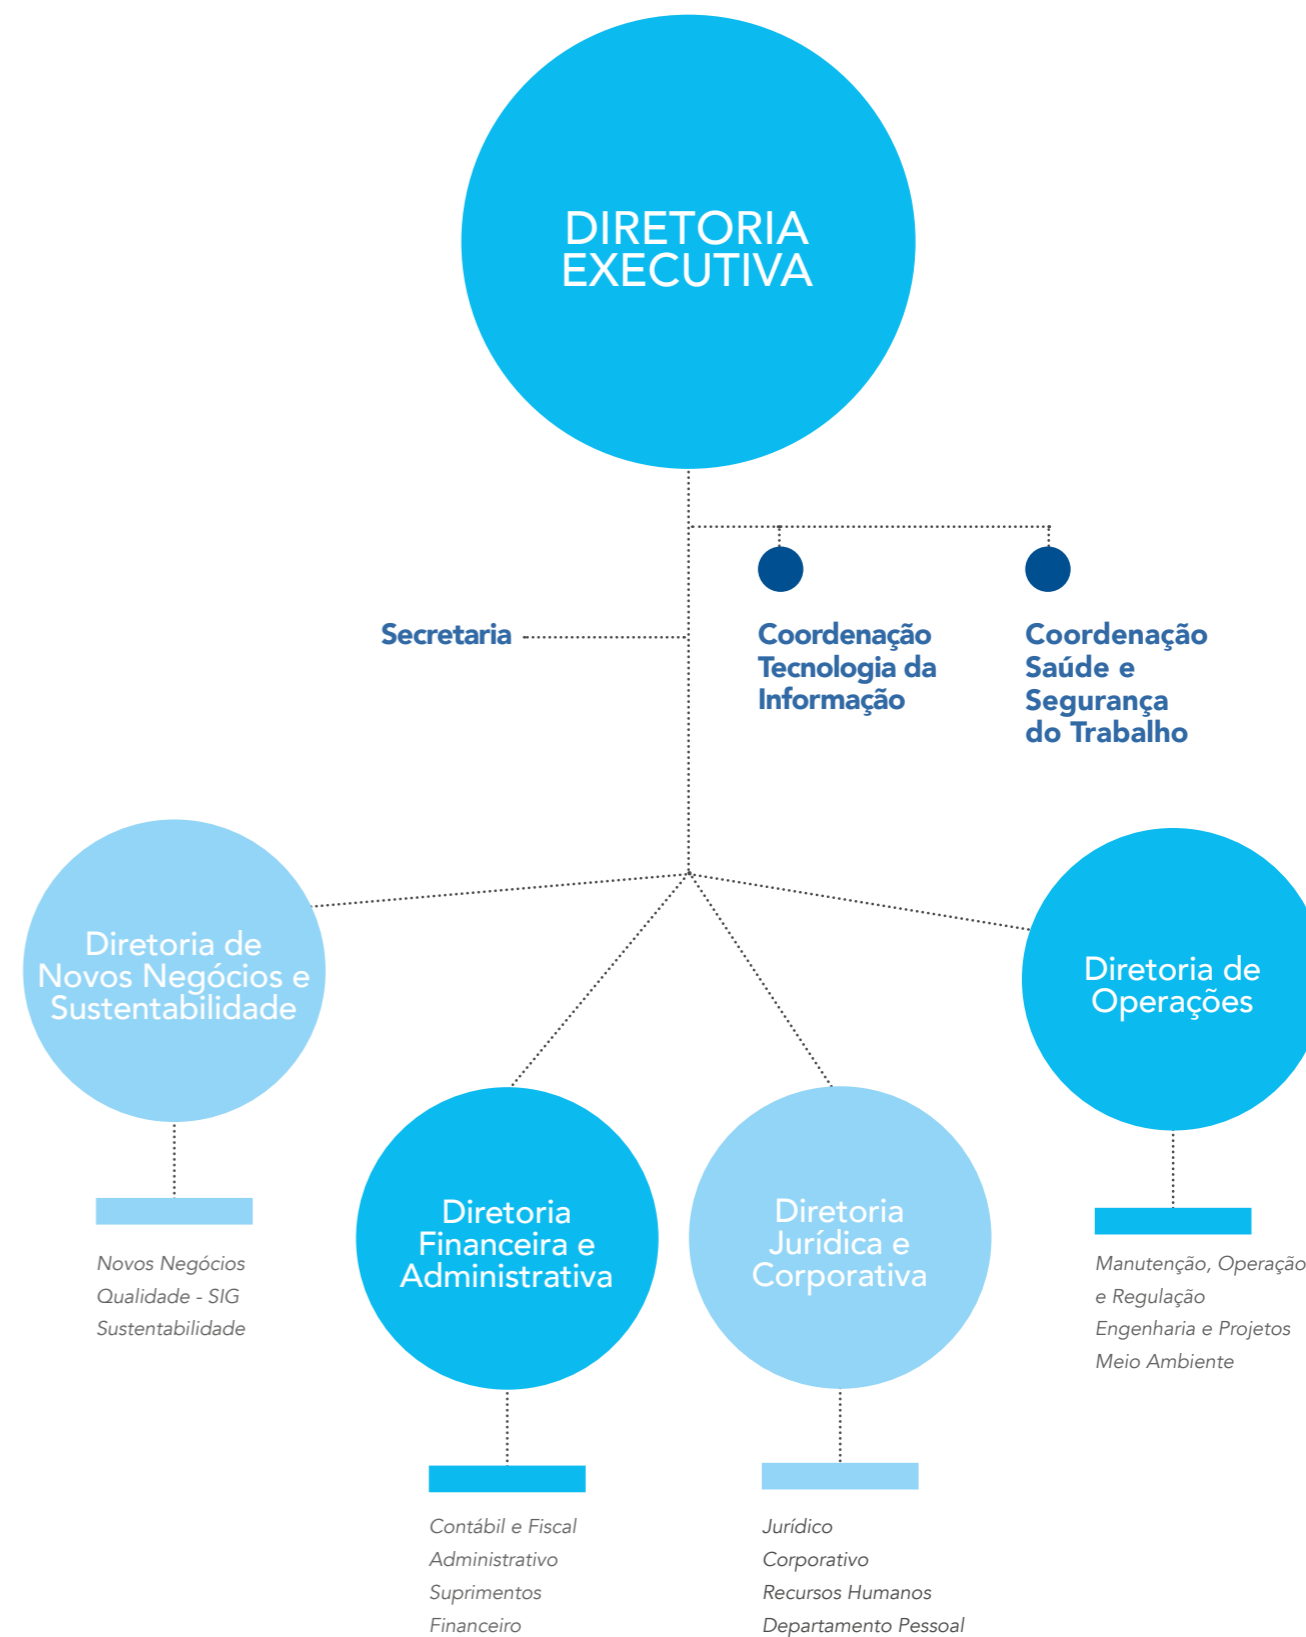 DIRETORIA
EXECUTIVA
Secretaria
Coordenação
Tecnologia da
Informação
Coordenação
Saúde e
Segurança
do Trabalho
Diretoria de
Novos Negócios e
Sustentabilidade
Novos Negócios
Qualidade - SIG
Sustentabilidade
Diretoria
Financeira e
Administrativa
Contábil e Fiscal
Administrativo
Suprimentos
Financeiro
Diretoria
Jurídica e
Corporativa
Jurídico
Corporativo
Recursos Humanos
Departamento Pessoal
Diretoria de
Operações
Manutenção, Operação
e Regulação
Engenharia e Projetos
Meio Ambiente